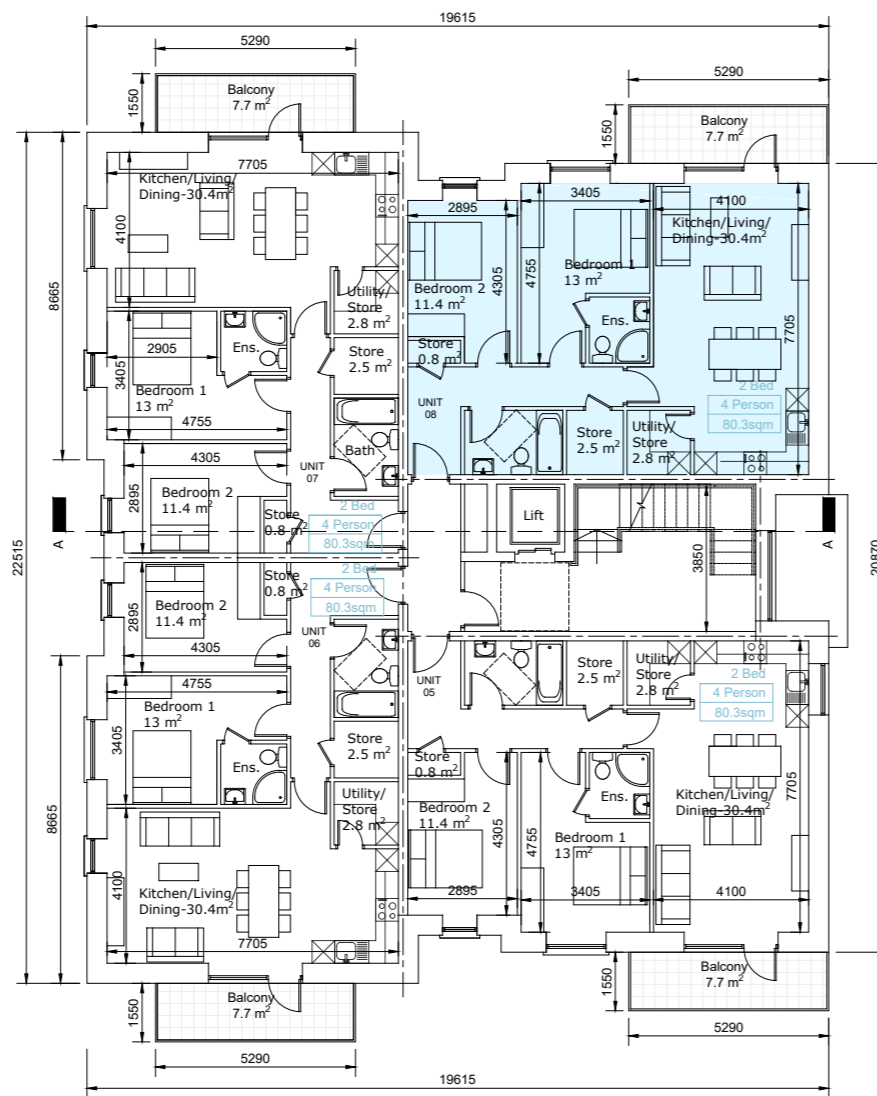 19615
5290
5290
1550
Balcony
7.7 m²
1550
Balcony
7.7 m²
7705
Kitchen/Living/
Dining-30.4m²
4100
2895
3405
4100
Kitchen/Living/
Dining-30.4m²
4755
Bedroom 1
13 m²
Bedroom 2
11.4 m²
4305
8665
Utility/
Store
2.8 m²
Ens.
7705
2905
Ens.
Store
0.8 m²
Store
2.5 m²
3405
Bedroom 1
13 m²
4755
UNIT
08
2 Bed
4 Person
80.3sqm
Store
2.5 m²
Utility/
Store
2.8 m²
4305
Bath
UNIT
07
2895
Bedroom 2
11.4 m²
Store
0.8 m²
2 Bed
4 Person
80.3sqm
Lift
A
A
22515
3850
20870
2895
Bedroom 2
11.4 m²
Store
0.8 m²
2 Bed
4 Person
80.3sqm
4305
UNIT
06
UNIT
05
Store
2.5 m²
Utility/
Store
2.8 m²
2 Bed
4 Person
80.3sqm
4755
Bedroom 1
13 m²
3405
Store
2.5 m²
Ens.
Store
0.8 m²
Ens.
Kitchen/Living/
Dining-30.4m²
7705
8665
Utility/
Store
2.8 m²
Bedroom 2
11.4 m²
4305
4755
Bedroom 1
13 m²
4100
Kitchen/Living/
Dining-30.4m²
2895
3405
4100
7705
1550
Balcony
7.7 m²
1550
Balcony
7.7 m²
5290
5290
19615